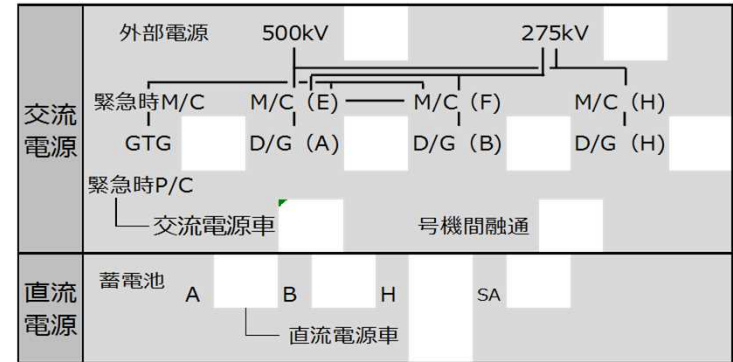 外部電源 500kV 275kV
交流電源
緊急時M/C M/C (E) M/C (F) M/C (H)
GTG D/G (A) D/G (B) D/G (H)
緊急時P/C
交流電源車 号機間融通
直流電源
蓄電池 A B H SA
直流電源車